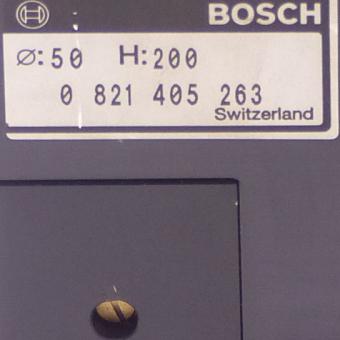 BOSCH
⌀:50 H:200
0 821 405 263
Switzerland